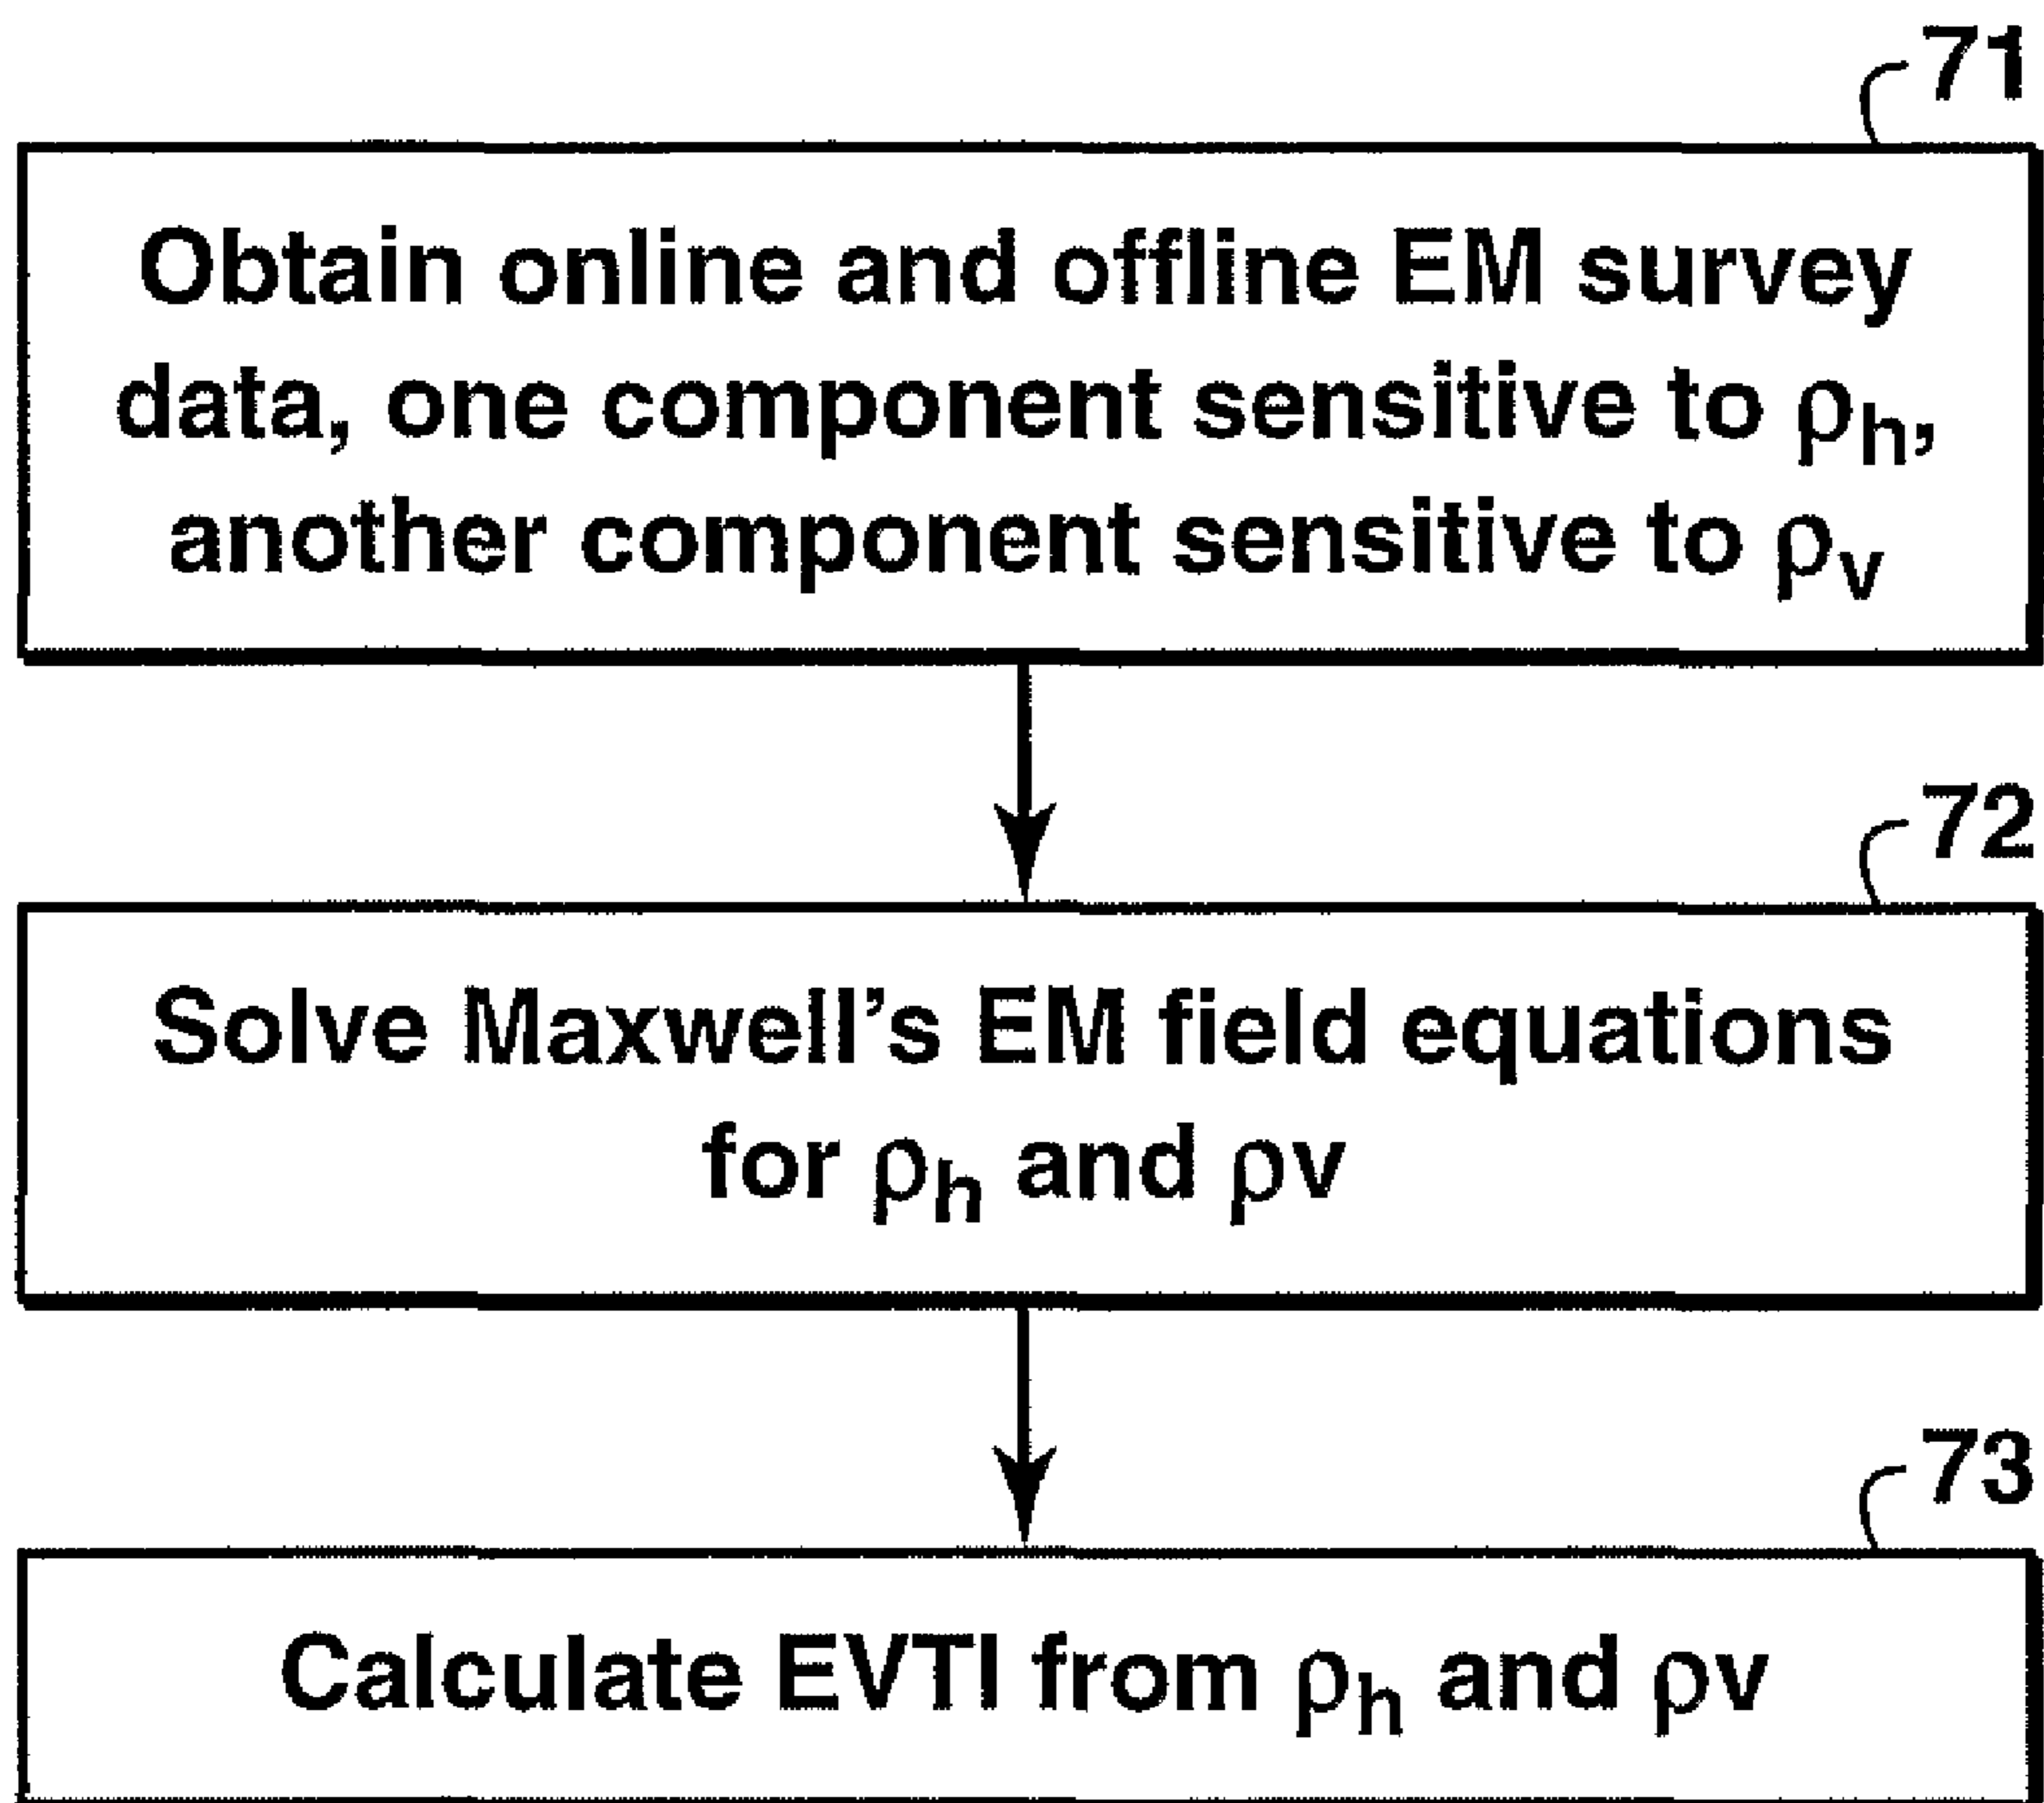 71
Obtain online and offline EM survey
data, one component sensitive to ρh,
another component sensitive to ρv
72
Solve Maxwell's EM field equations
for ρh and ρv
73
Calculate EVTI from ρh and ρv